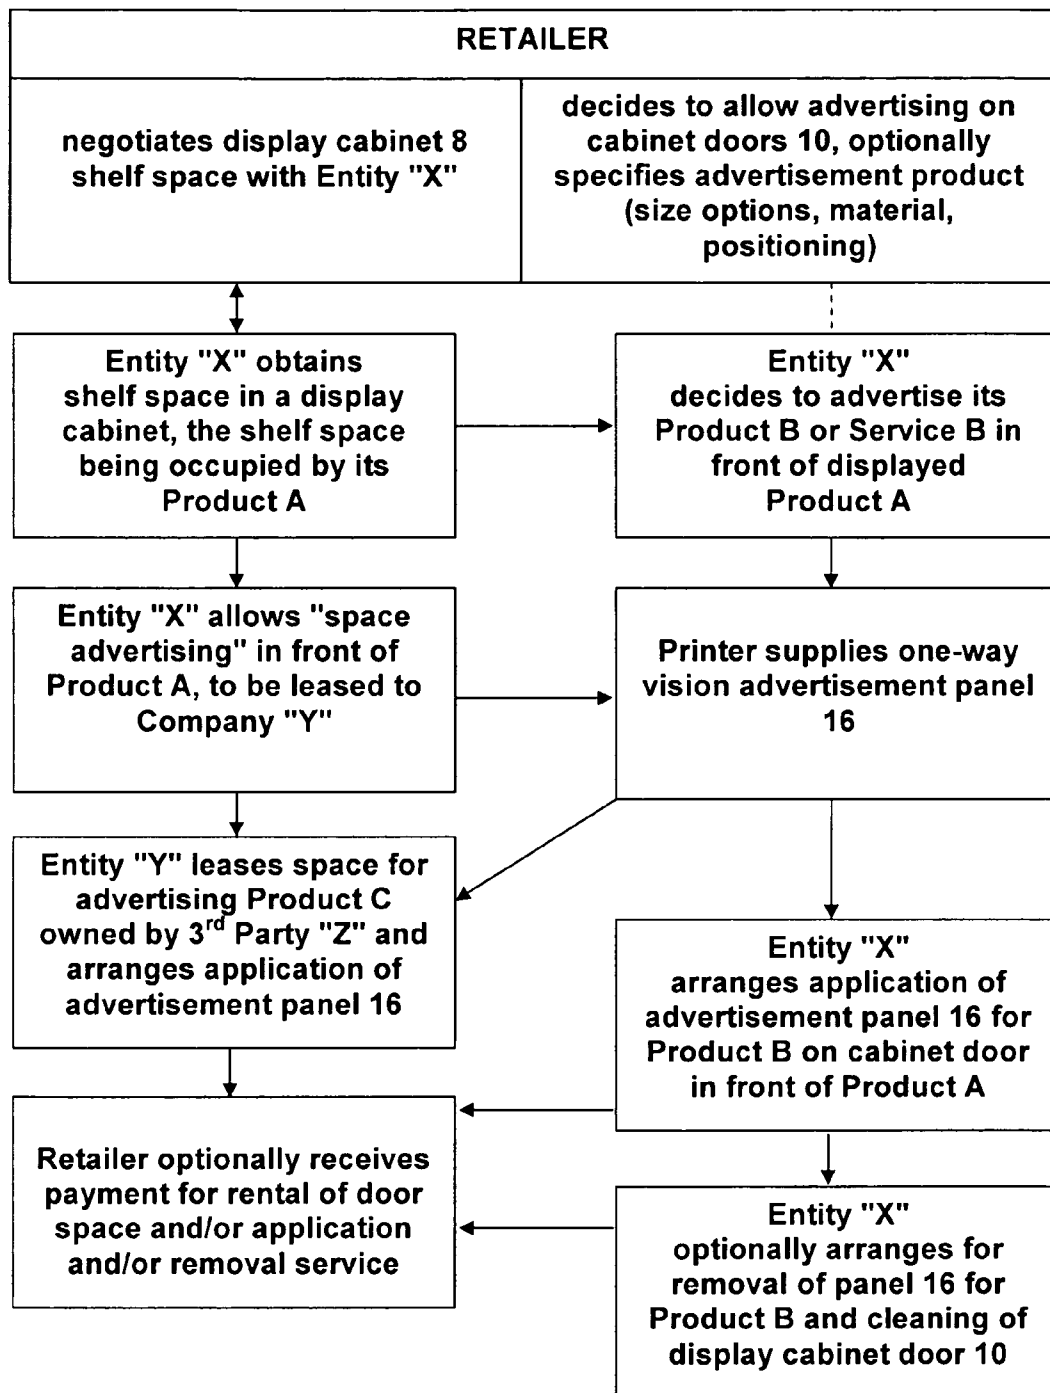 RETAILER
negotiates display cabinet 8
shelf space with Entity "X"
decides to allow advertising on
cabinet doors 10, optionally
specifies advertisement product
(size options, material,
positioning)
Entity "X" obtains
shelf space in a display
cabinet, the shelf space
being occupied by its
Product A
Entity "X"
decides to advertise its
Product B or Service B in
front of displayed
Product A
Entity "X" allows "space
advertising" in front of
Product A, to be leased to
Company "Y"
Printer supplies one-way
vision advertisement panel
16
Entity "Y" leases space for
advertising Product C
owned by 3rd Party "Z" and
arranges application of
advertisement panel 16
Entity "X"
arranges application of
advertisement panel 16 for
Product B on cabinet door
in front of Product A
Retailer optionally receives
payment for rental of door
space and/or application
and/or removal service
Entity "X"
optionally arranges for
removal of panel 16 for
Product B and cleaning of
display cabinet door 10